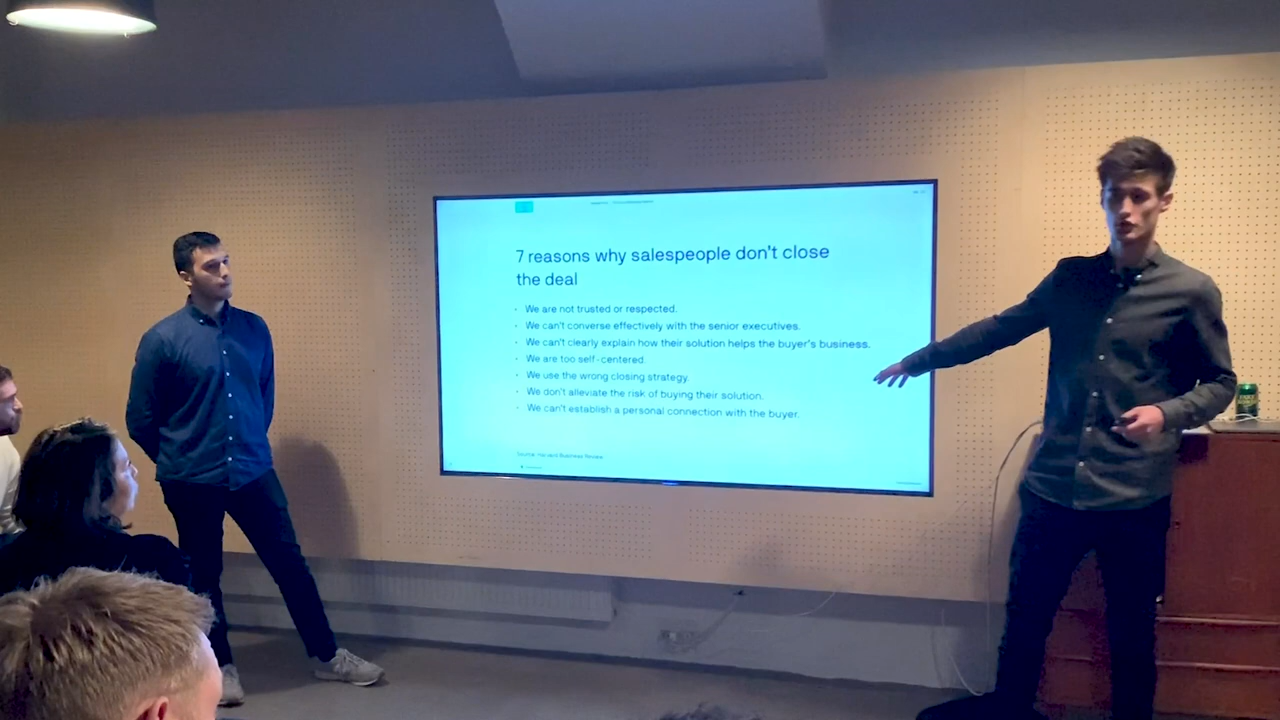 7 reasons why salespeople don't close
the deal
· We are not trusted or respected.
· We can't converse effectively with the senior executives.
· We can't clearly explain how their solution helps the buyer's business.
· We are too self-centered.
· We use the wrong closing strategy.
· We don't alleviate the risk of buying their solution.
· We can't establish a personal connection with the buyer.
Source: Harvard Business Review